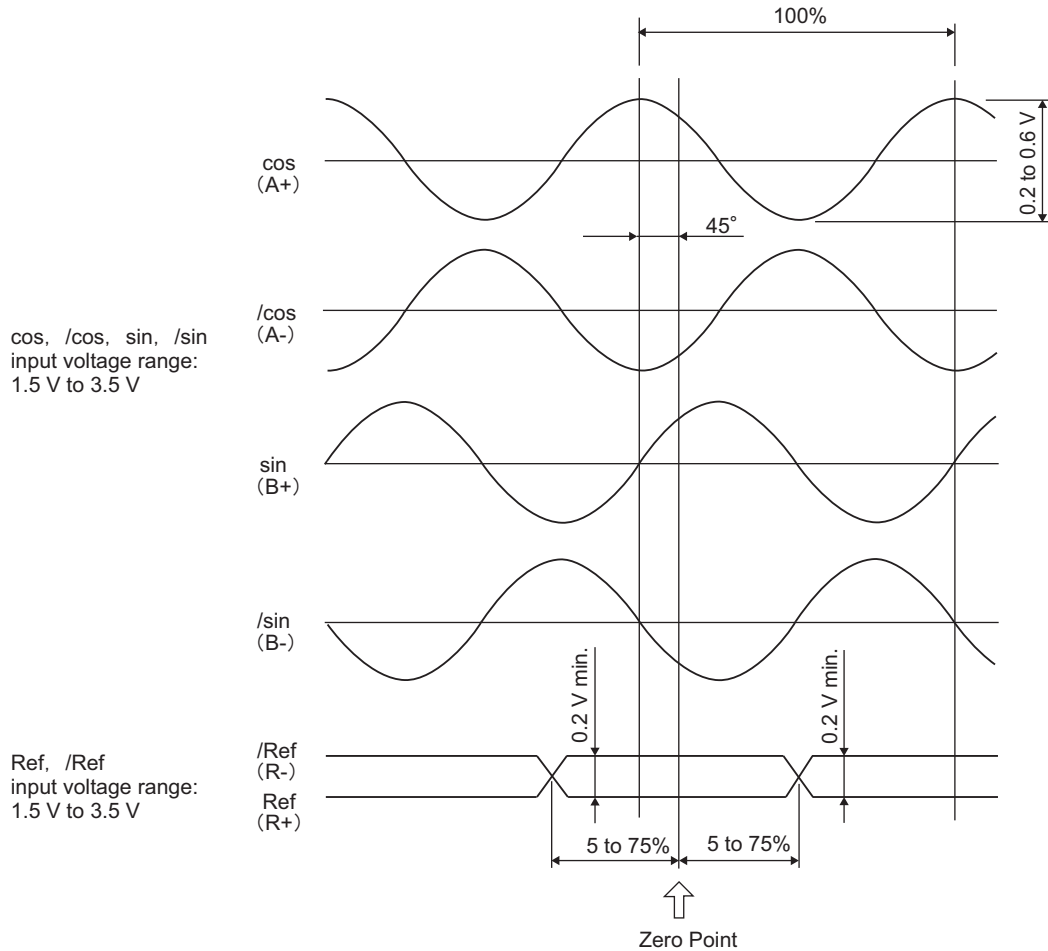 100%
0.2 to 0.6 V
cos
（A+）
45°
/cos
（A-）
cos, /cos, sin, /sin
input voltage range:
1.5 V to 3.5 V
sin
（B+）
/sin
（B-）
0.2 V min.
0.2 V min.
/Ref
（R-）
Ref
（R+）
Ref, /Ref
input voltage range:
1.5 V to 3.5 V
5 to 75%
5 to 75%
Zero Point